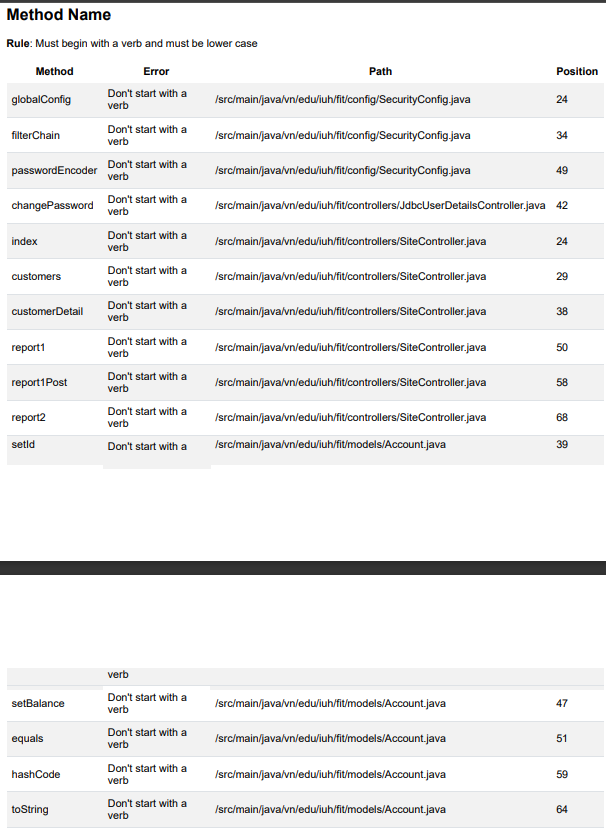 Method Name
Rule: Must begin with a verb and must be lower case
Method Error Path Position
globalConfig Don't start with a verb /src/main/java/vn/edu/iuh/fit/config/SecurityConfig.java 24
filterChain Don't start with a verb /src/main/java/vn/edu/iuh/fit/config/SecurityConfig.java 34
passwordEncoder Don't start with a verb /src/main/java/vn/edu/iuh/fit/config/SecurityConfig.java 49
changePassword Don't start with a verb /src/main/java/vn/edu/iuh/fit/controllers/JdbcUserDetailsController.java 42
index Don't start with a verb /src/main/java/vn/edu/iuh/fit/controllers/SiteController.java 24
customers Don't start with a verb /src/main/java/vn/edu/iuh/fit/controllers/SiteController.java 29
customerDetail Don't start with a verb /src/main/java/vn/edu/iuh/fit/controllers/SiteController.java 38
report1 Don't start with a verb /src/main/java/vn/edu/iuh/fit/controllers/SiteController.java 50
report1Post Don't start with a verb /src/main/java/vn/edu/iuh/fit/controllers/SiteController.java 58
report2 Don't start with a verb /src/main/java/vn/edu/iuh/fit/controllers/SiteController.java 68
setId Don't start with a /src/main/java/vn/edu/iuh/fit/models/Account.java 39
verb
setBalance Don't start with a verb /src/main/java/vn/edu/iuh/fit/models/Account.java 47
equals Don't start with a verb /src/main/java/vn/edu/iuh/fit/models/Account.java 51
hashCode Don't start with a verb /src/main/java/vn/edu/iuh/fit/models/Account.java 59
toString Don't start with a verb /src/main/java/vn/edu/iuh/fit/models/Account.java 64